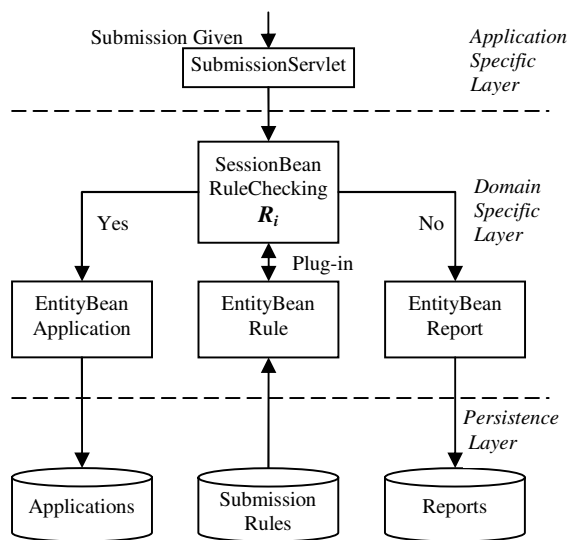 Submission Given
SubmissionServlet
Application
Specific
Layer
SessionBean
RuleChecking
R_i
Domain
Specific
Layer
Yes
No
Plug-in
EntityBean
Application
EntityBean
Rule
EntityBean
Report
Persistence
Layer
Applications
Submission
Rules
Reports